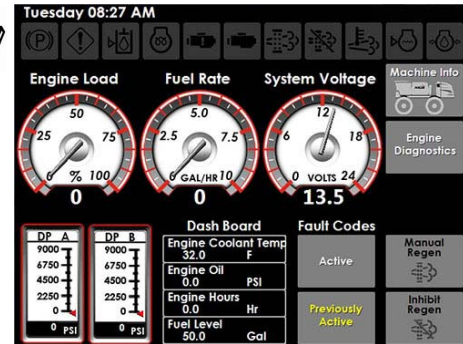 Tuesday 08:27 AM
Engine Load
Fuel Rate
System Voltage
Machine Info
Engine
Diagnostics
0 25 50 75 100
%
0
0 2.5 5.0 7.5 10
GAL/HR
0
0 6 12 18 24
VOLTS
13.5
DP A
9000
6750
4500
2250
0
0 PSI
DP B
9000
6750
4500
2250
0
0 PSI
Dash Board
Engine Coolant Temp
32.0 F
Engine Oil
0.0 PSI
Engine Hours
0.0 Hr
Fuel Level
50.0 Gal
Fault Codes
Active
Previously
Active
Manual
Regen
Inhibit
Regen